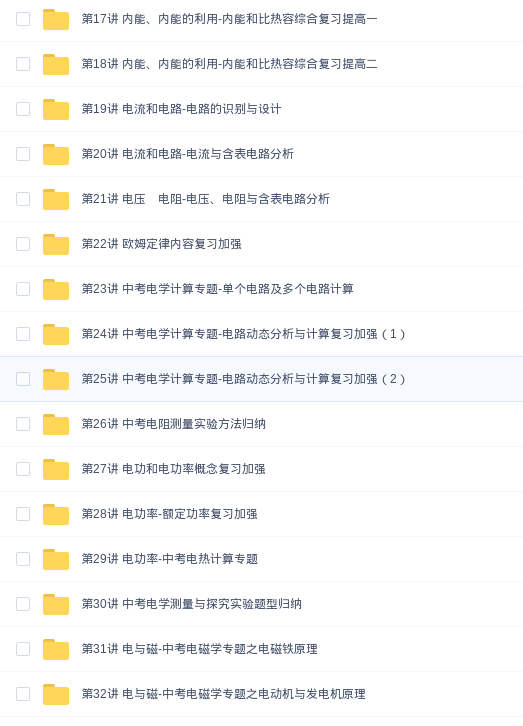 第17讲 内能、内能的利用-内能和比热容综合复习提高一
第18讲 内能、内能的利用-内能和比热容综合复习提高二
第19讲 电流和电路-电路的识别与设计
第20讲 电流和电路-电流与含表电路分析
第21讲 电压　电阻-电压、电阻与含表电路分析
第22讲 欧姆定律内容复习加强
第23讲 中考电学计算专题-单个电路及多个电路计算
第24讲 中考电学计算专题-电路动态分析与计算复习加强（1）
第25讲 中考电学计算专题-电路动态分析与计算复习加强（2）
第26讲 中考电阻测量实验方法归纳
第27讲 电功和电功率概念复习加强
第28讲 电功率-额定功率复习加强
第29讲 电功率-中考电热计算专题
第30讲 中考电学测量与探究实验题型归纳
第31讲 电与磁-中考电磁学专题之电磁铁原理
第32讲 电与磁-中考电磁学专题之电动机与发电机原理